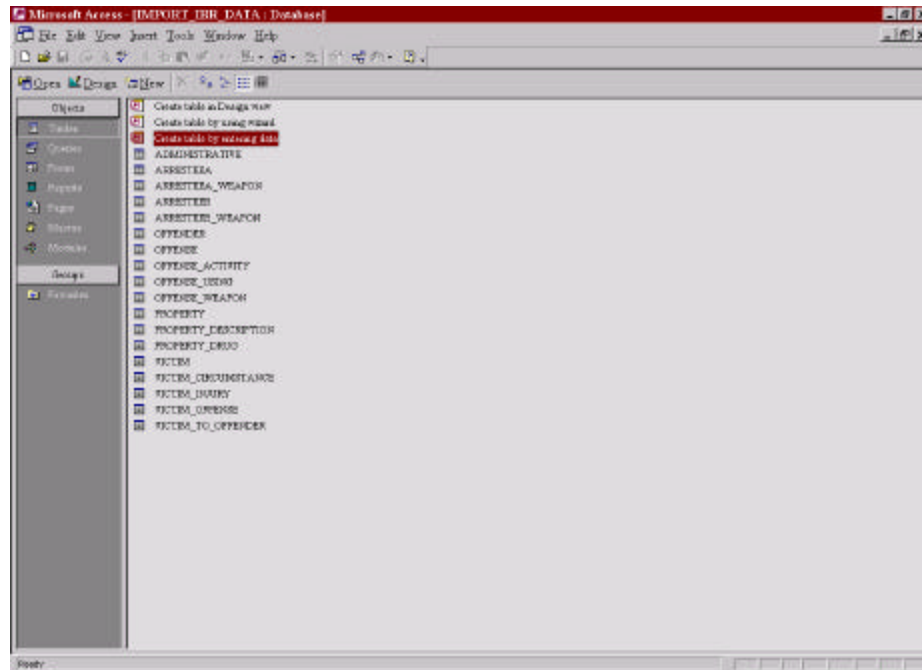 Microsoft Access - [IMPORT_IBR_DATA : Database]
File Edit View Insert Tools Window Help
Open Design New
Objects
Tables
Queries
Forms
Reports
Pages
Macros
Modules
Groups
Favorites
Create table in Design view
Create table by using wizard
Create table by entering data
ADMINISTRATIVE
ARRESTEEA
ARRESTEEA_WEAPON
ARRESTEEB
ARRESTEEB_WEAPON
OFFENDER
OFFENSE
OFFENSE_ACTIVITY
OFFENSE_USING
OFFENSE_WEAPON
PROPERTY
PROPERTY_DESCRIPTION
PROPERTY_DRUG
VICTIM
VICTIM_CIRCUMSTANCE
VICTIM_INJURY
VICTIM_OFFENSE
VICTIM_TO_OFFENDER
Ready